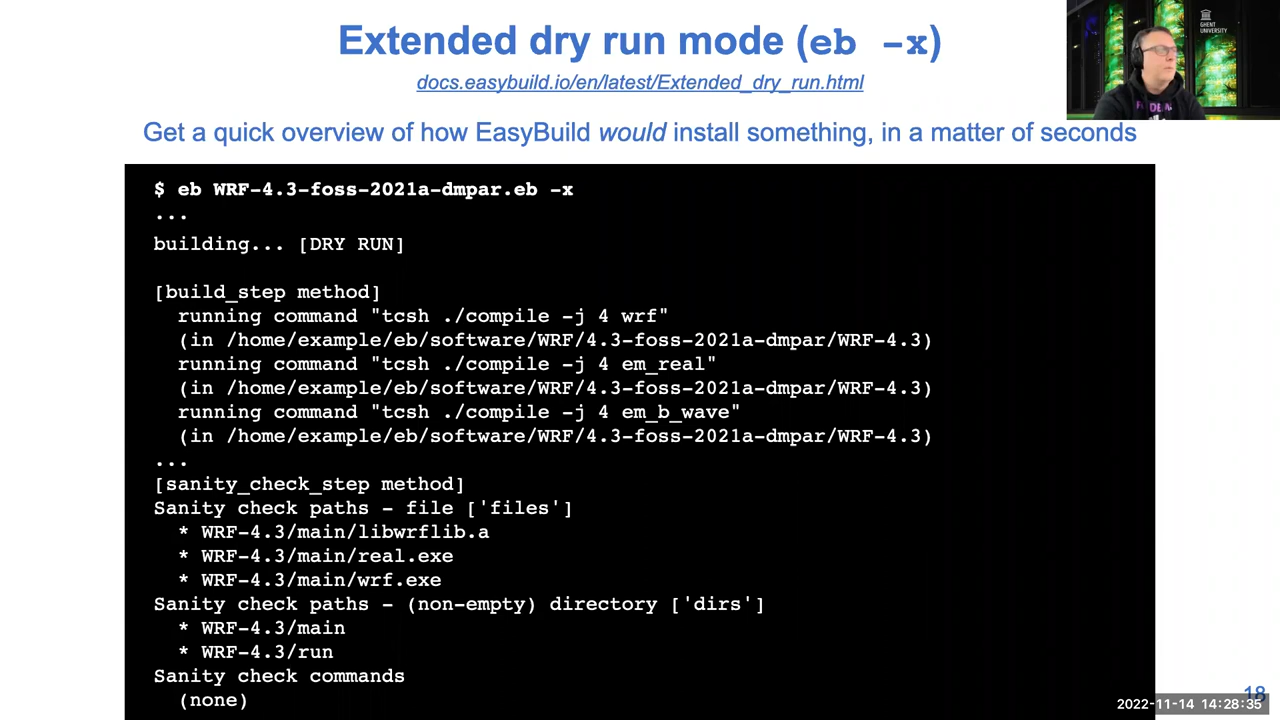 Extended dry run mode (eb -x)
docs.easybuild.io/en/latest/Extended_dry_run.html
GHENT
UNIVERSITY
Get a quick overview of how EasyBuild would install something, in a matter of seconds
$ eb WRF-4.3-foss-2021a-dmpar.eb -x
...
building... [DRY RUN]
[build_step method]
running command "tcsh ./compile -j 4 wrf"
(in /home/example/eb/software/WRF/4.3-foss-2021a-dmpar/WRF-4.3)
running command "tcsh ./compile -j 4 em_real"
(in /home/example/eb/software/WRF/4.3-foss-2021a-dmpar/WRF-4.3)
running command "tcsh ./compile -j 4 em_b_wave"
(in /home/example/eb/software/WRF/4.3-foss-2021a-dmpar/WRF-4.3)
...
[sanity_check_step method]
Sanity check paths - file ['files']
* WRF-4.3/main/libwrflib.a
* WRF-4.3/main/real.exe
* WRF-4.3/main/wrf.exe
Sanity check paths - (non-empty) directory ['dirs']
* WRF-4.3/main
* WRF-4.3/run
Sanity check commands
(none)
18
2022-11-14 14:28:35